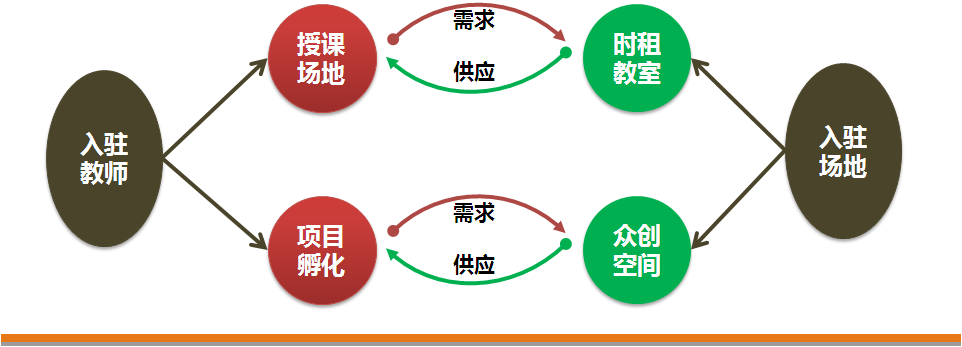 入驻
教师
授课
场地
需求
供应
时租
教室
项目
孵化
需求
供应
众创
空间
入驻
场地